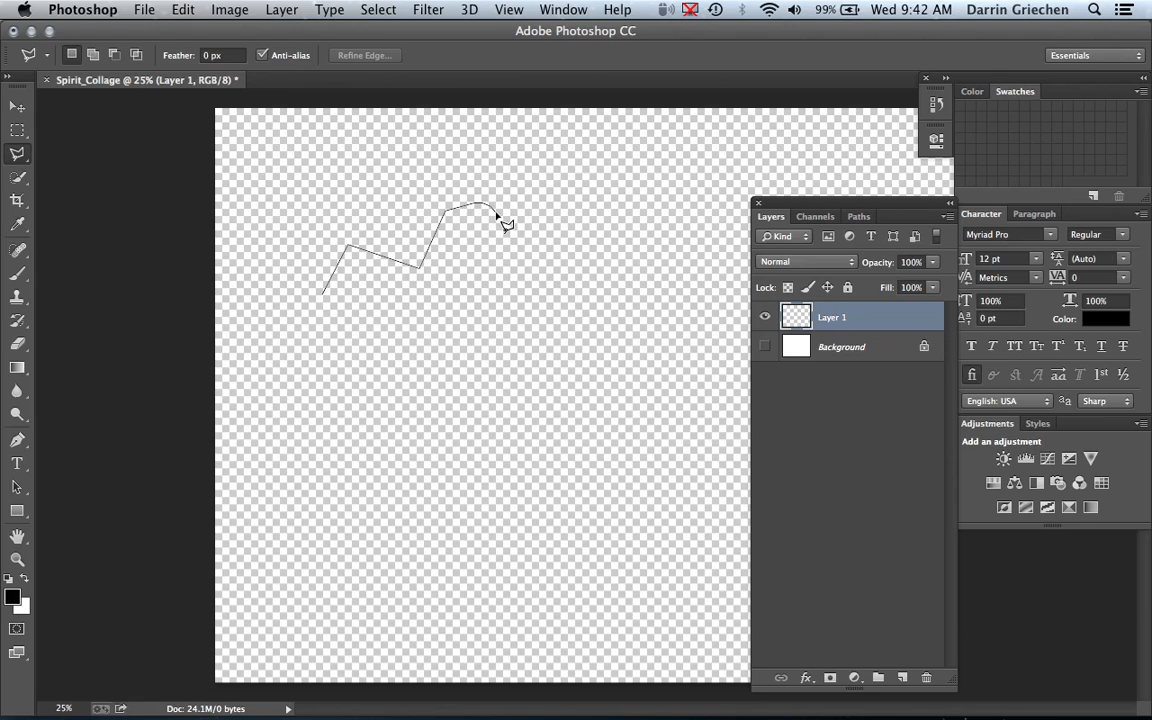 Photoshop File Edit Image Layer Type Select Filter 3D View Window Help 99% Wed 9:42 AM Darrin Griechen
Adobe Photoshop CC
Feather: 0 px Anti-alias Refine Edge... Essentials
Spirit_Collage @ 25% (Layer 1, RGB/8) *
Color Swatches
Layers Channels Paths
Kind
Normal Opacity: 100%
Lock: Fill: 100%
Layer 1
Background
Character Paragraph
Myriad Pro Regular
12 pt (Auto)
Metrics 0
100% 100%
0 pt Color:
English: USA Sharp
Adjustments Styles
Add an adjustment
25% Doc: 24.1M/0 bytes